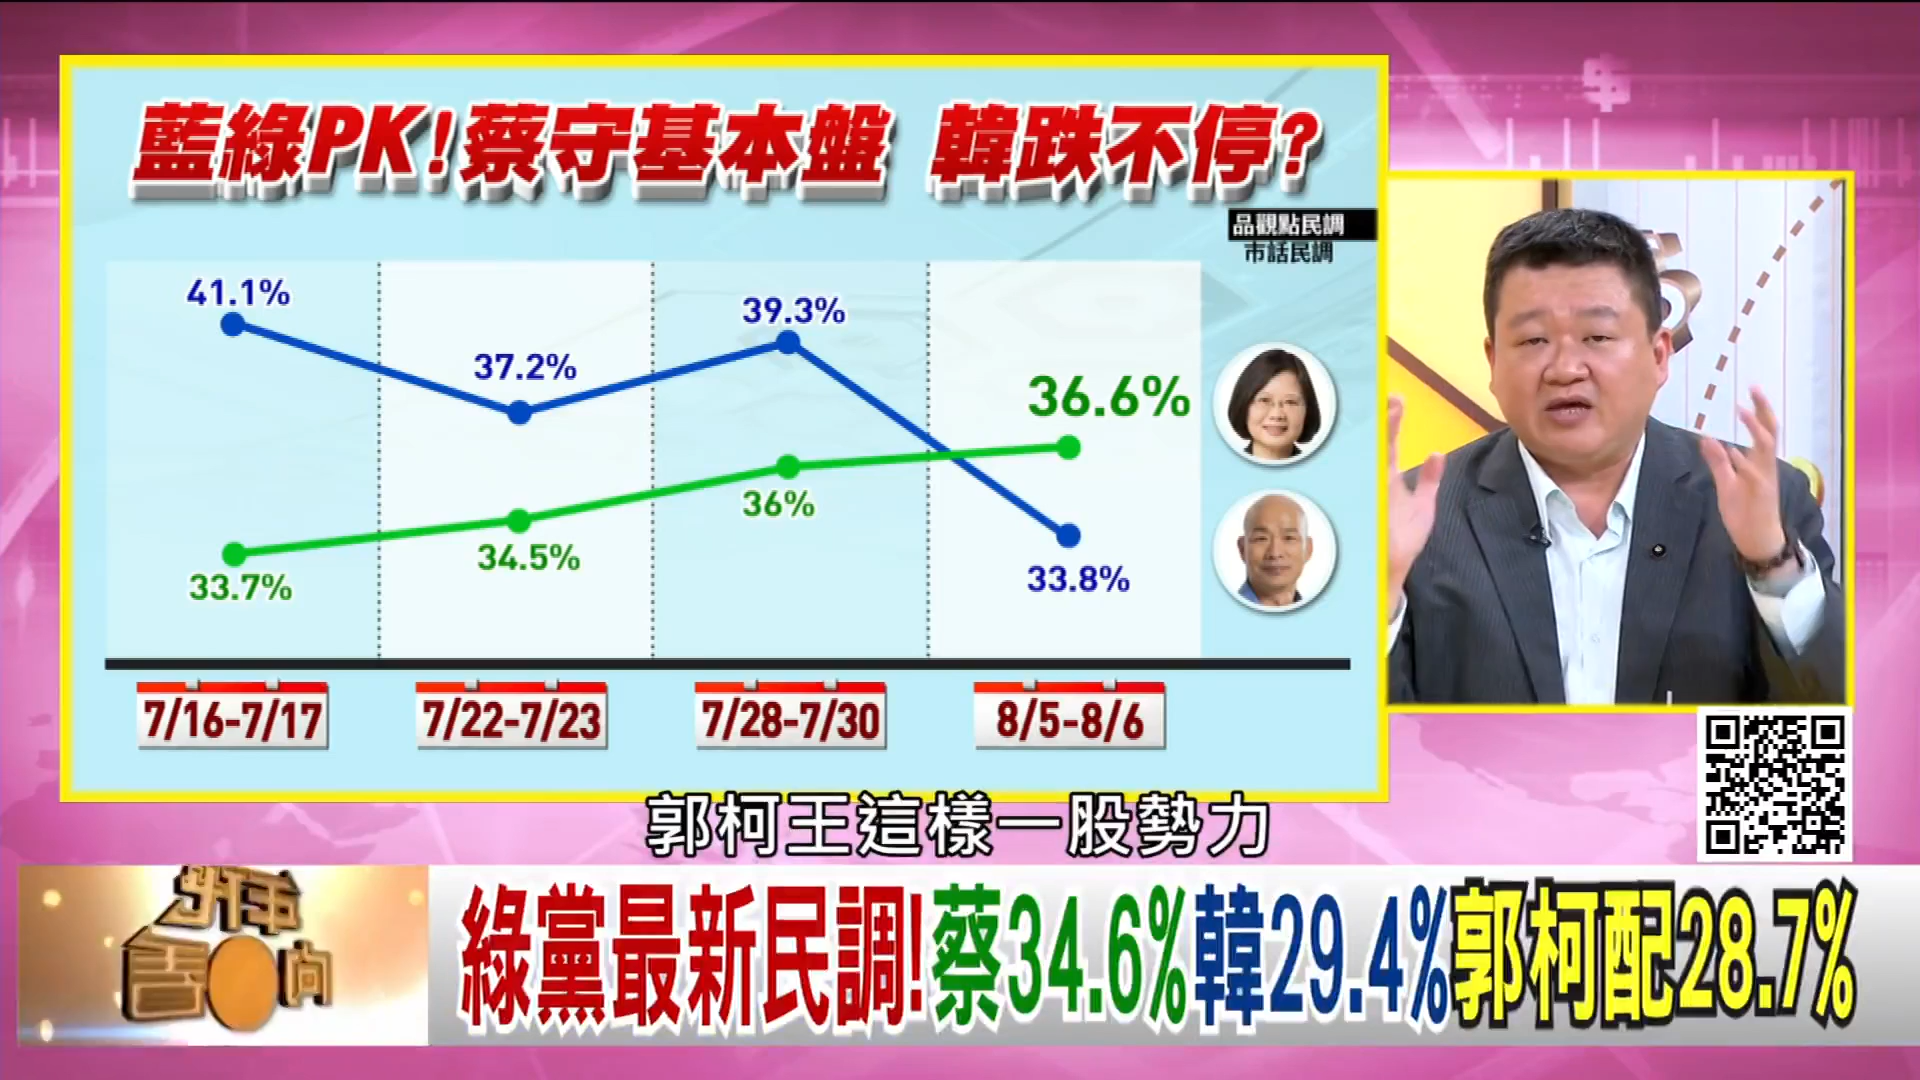 藍綠PK!蔡守基本盤 韓跌不停?
品觀點民調
市話民調
41.1%
37.2%
39.3%
36.6%
33.7%
34.5%
36%
33.8%
7/16-7/17
7/22-7/23
7/28-7/30
8/5-8/6
郭柯王這樣一股勢力
綠黨最新民調!蔡34.6%韓29.4%郭柯配28.7%